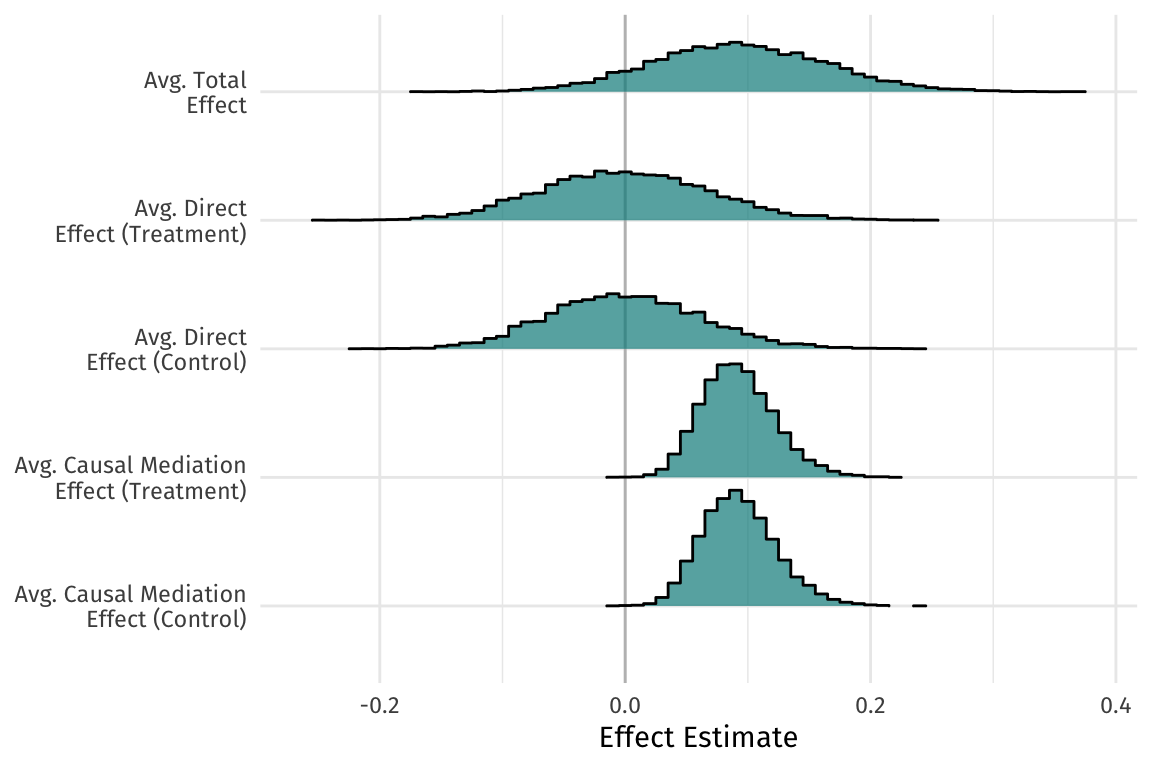 Avg. Total
Effect
Avg. Direct
Effect (Treatment)
Avg. Direct
Effect (Control)
Avg. Causal Mediation
Effect (Treatment)
Avg. Causal Mediation
Effect (Control)
-0.2 0.0 0.2 0.4
Effect Estimate